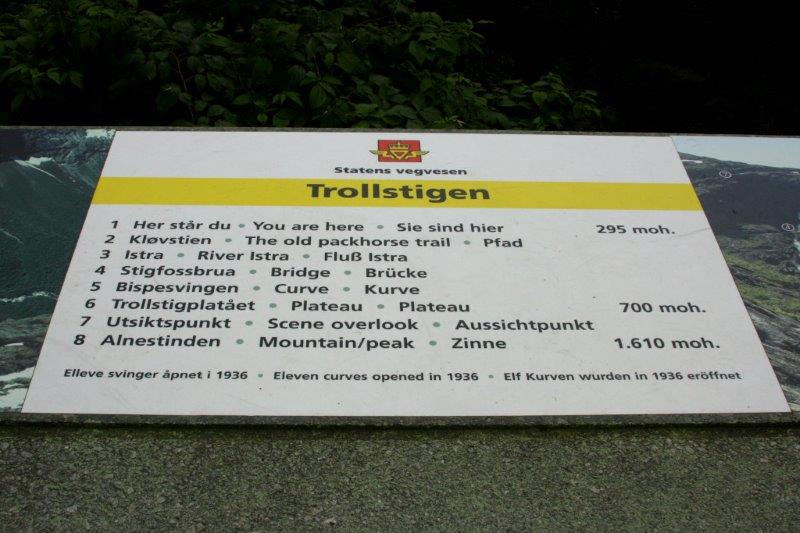 Statens vegvesen
Trollstigen
1 Her står du • You are here • Sie sind hier 295 moh.
2 Kløvstien • The old packhorse trail • Pfad
3 Istra • River Istra • Fluß Istra
4 Stigfossbrua • Bridge • Brücke
5 Bispesvingen • Curve • Kurve
6 Trollstigplatået • Plateau • Plateau 700 moh.
7 Utsiktspunkt • Scene overlook • Aussichtpunkt
8 Alnestinden • Mountain/peak • Zinne 1.610 moh.
Elleve svinger åpnet i 1936 • Eleven curves opened in 1936 • Elf Kurven wurden in 1936 eröffnet